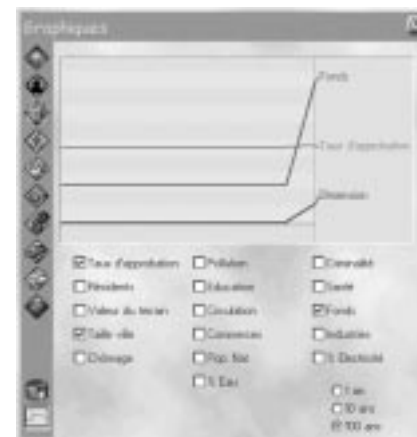 Graphiques
Fonds
Taux d'approbation
Dimension
Taux d'approbation
Pollution
Criminalité
Résidents
Education
Santé
Valeur du terrain
Circulation
Fonds
Taille ville
Commerces
Industries
Chômage
Pop. Nat
% Electricité
% Eau
1 an
10 ans
100 ans